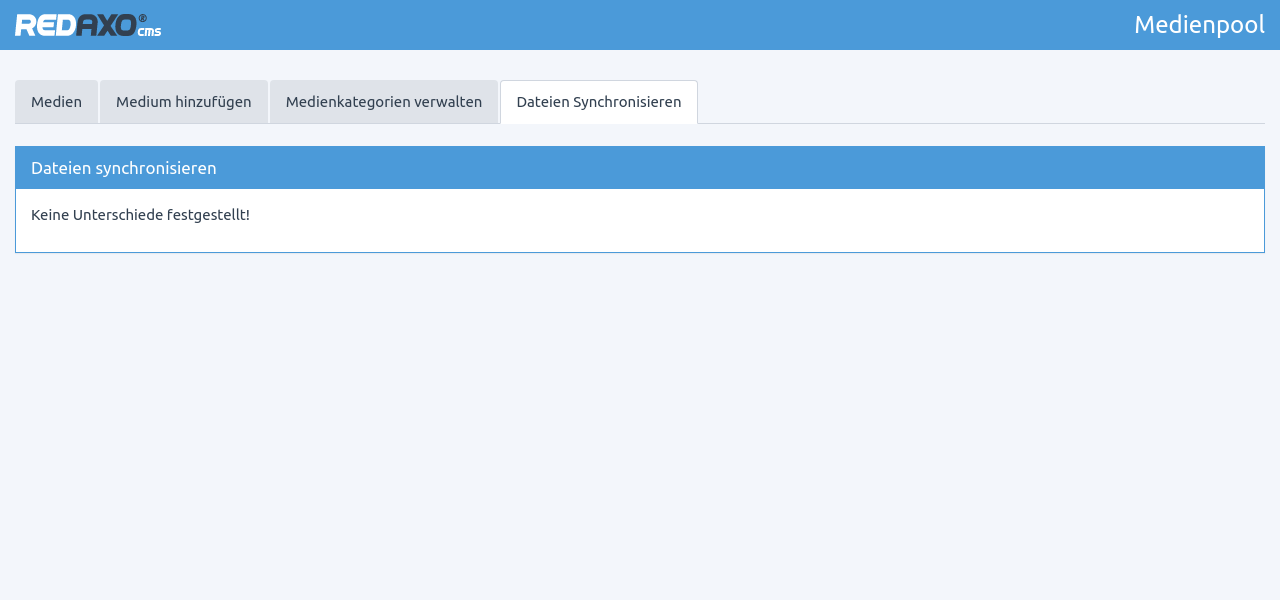 REDAXO® cms
Medienpool
Medien
Medium hinzufügen
Medienkategorien verwalten
Dateien Synchronisieren
Dateien synchronisieren
Keine Unterschiede festgestellt!